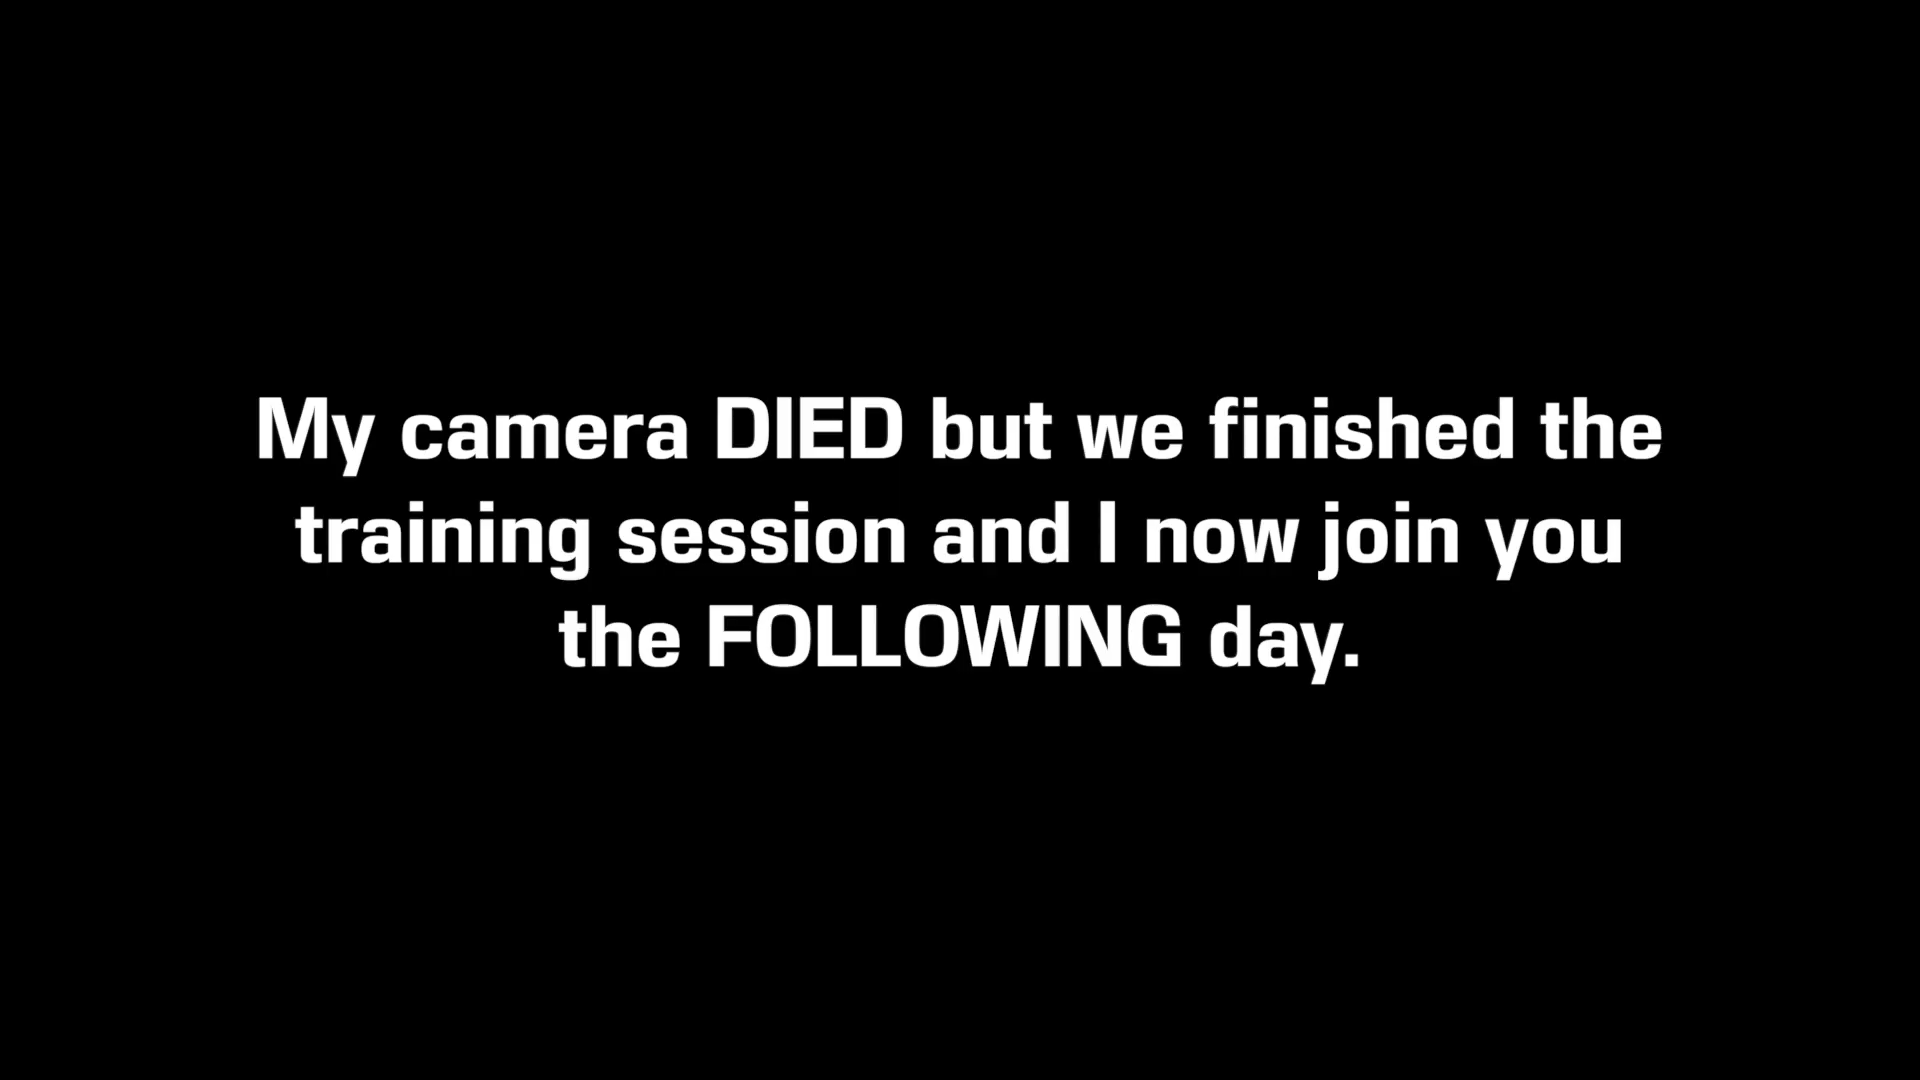 My camera DIED but we finished the
training session and I now join you
the FOLLOWING day.